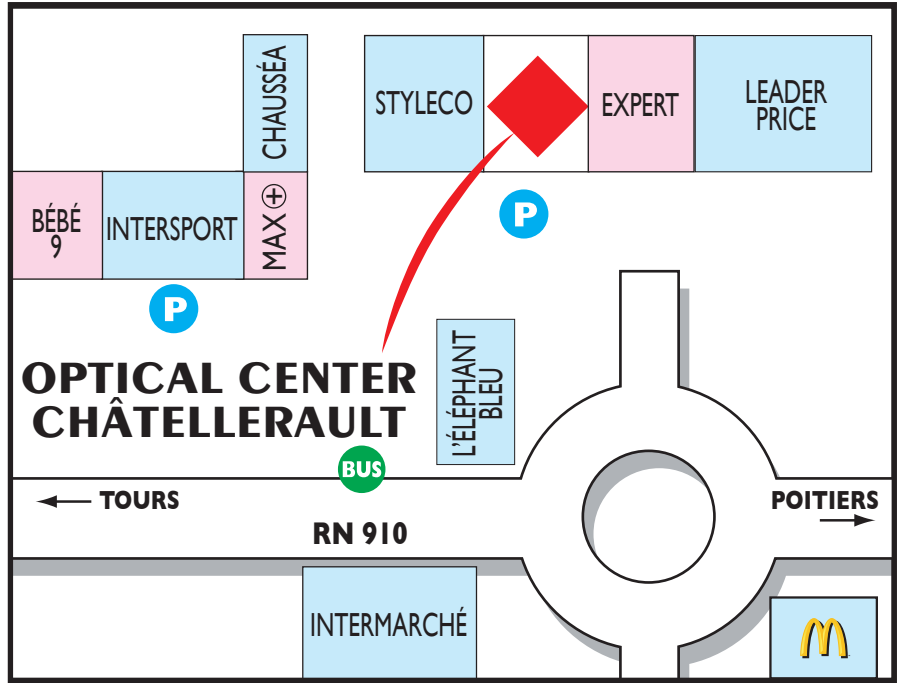 CHAUSSÉA
STYLECO
EXPERT
LEADER
PRICE
BÉBÉ
9
INTERSPORT
MAX+
P
P
OPTICAL CENTER
CHÂTELLERAULT
L'ÉLÉPHANT
BLEU
BUS
TOURS
POITIERS
RN 910
INTERMARCHÉ
M